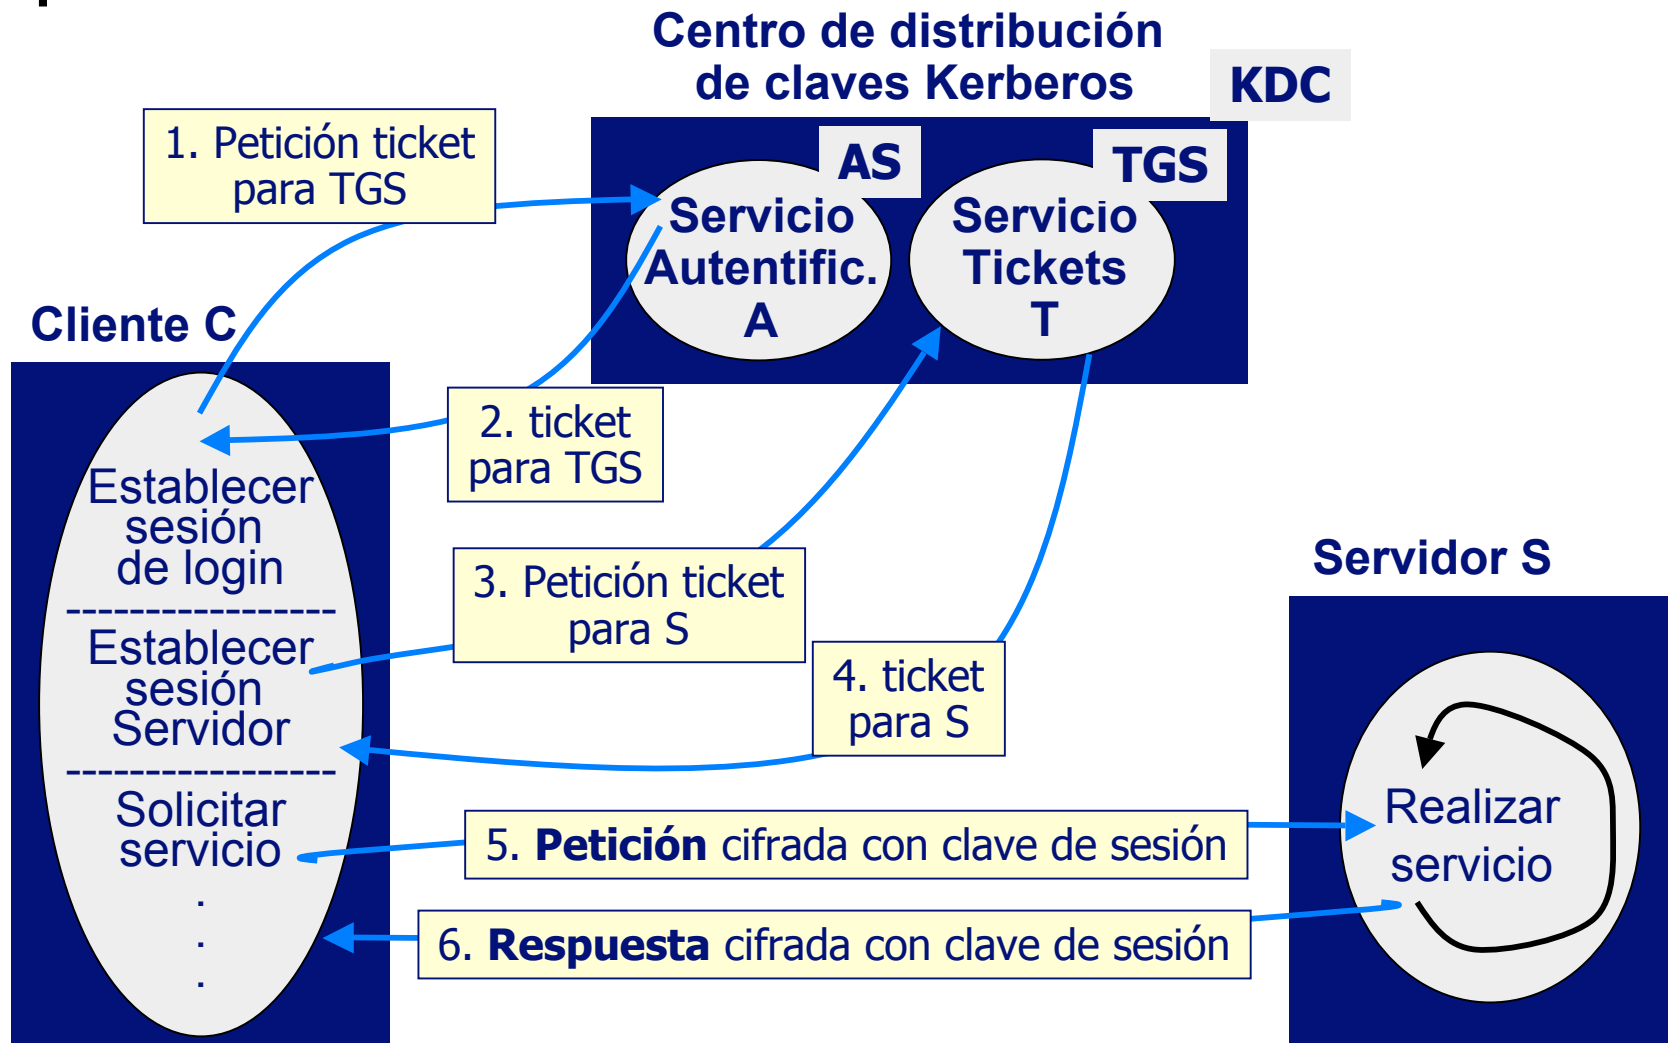 Centro de distribución
de claves Kerberos
KDC
1. Petición ticket
para TGS
AS
TGS
Servicio
Autentific.
A
Servicio
Tickets
T
Cliente C
2. ticket
para TGS
Establecer
sesión
de login
-----------------
3. Petición ticket
para S
Servidor S
Establecer
sesión
Servidor
-----------------
4. ticket
para S
Solicitar
servicio
.
.
.
5. Petición cifrada con clave de sesión
Realizar
servicio
6. Respuesta cifrada con clave de sesión